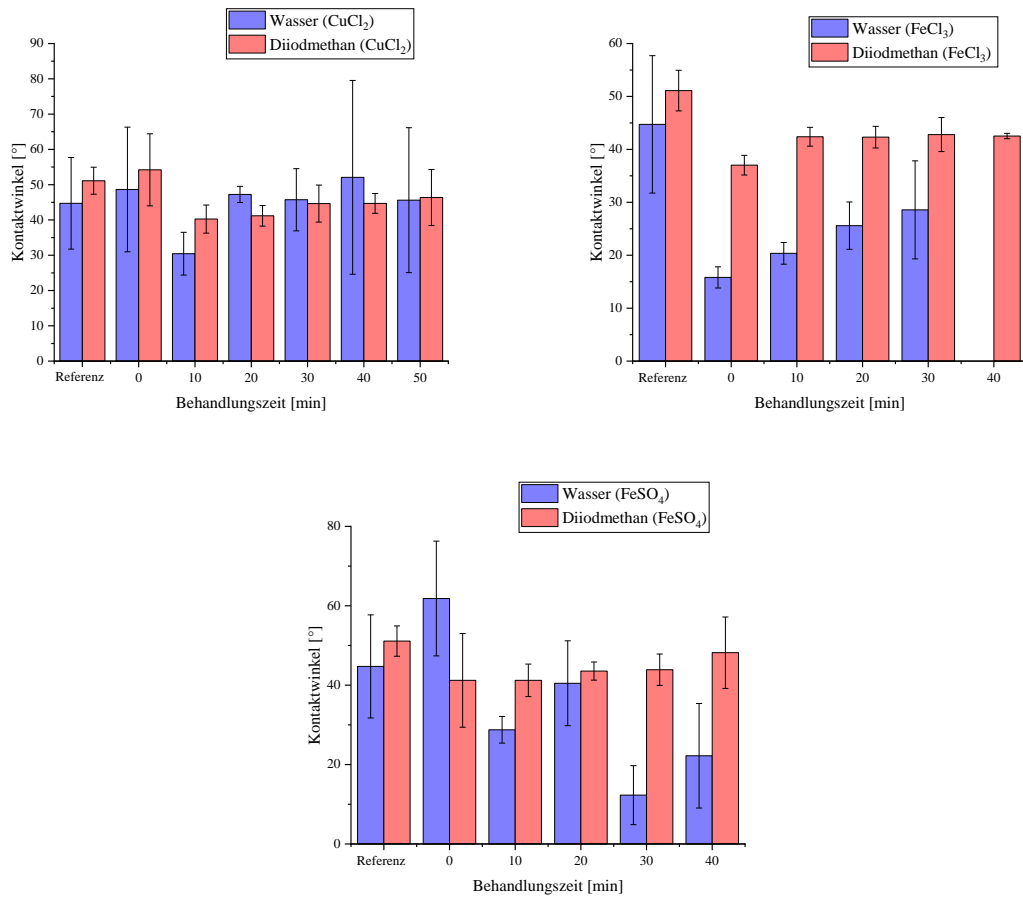 Wasser (CuCl₂)
Diiodmethan (CuCl₂)
Kontaktwinkel [°]
90
80
70
60
50
40
30
20
10
0
Referenz 0 10 20 30 40 50
Behandlungszeit [min]
Wasser (FeCl₃)
Diiodmethan (FeCl₃)
Kontaktwinkel [°]
60
50
40
30
20
10
0
Referenz 0 10 20 30 40
Behandlungszeit [min]
Wasser (FeSO₄)
Diiodmethan (FeSO₄)
Kontaktwinkel [°]
80
60
40
20
0
Referenz 0 10 20 30 40
Behandlungszeit [min]